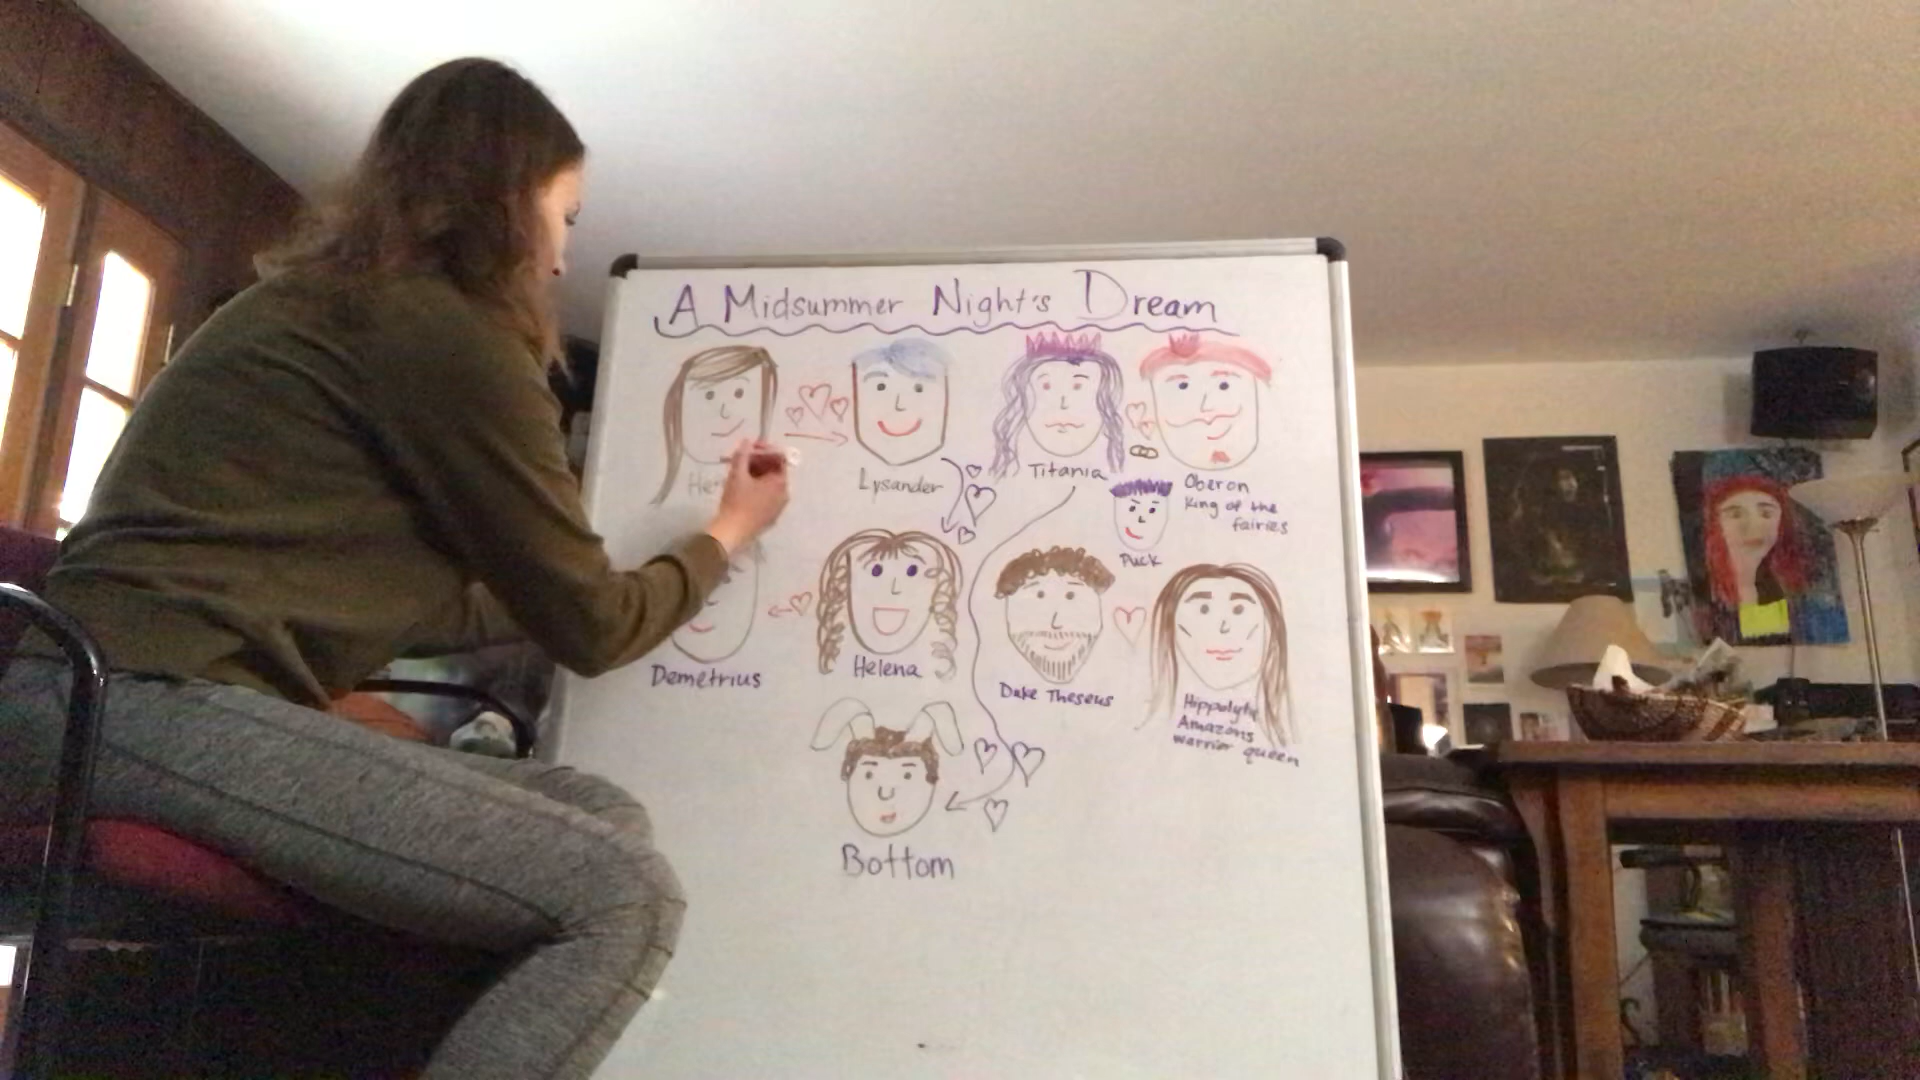 A Midsummer Night's Dream
Lysander
Titania
Oberon
King of the
fairies
Puck
Demetrius
Helena
Duke Theseus
Hippolyta
Amazons
warrior queen
Bottom